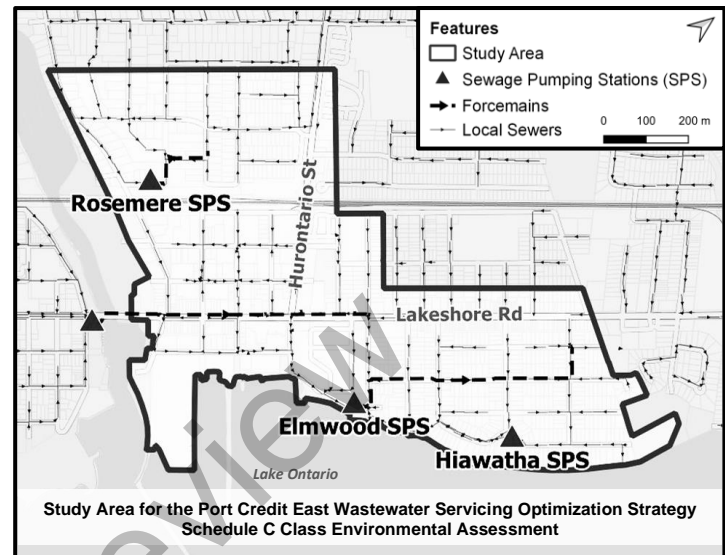 Features
Study Area
Sewage Pumping Stations (SPS)
Forcemains
Local Sewers
0 100 200 m
Rosemere SPS
Hurontario St
Lakeshore Rd
Elmwood SPS
Hiawatha SPS
Lake Ontario
Study Area for the Port Credit East Wastewater Servicing Optimization Strategy
Schedule C Class Environmental Assessment